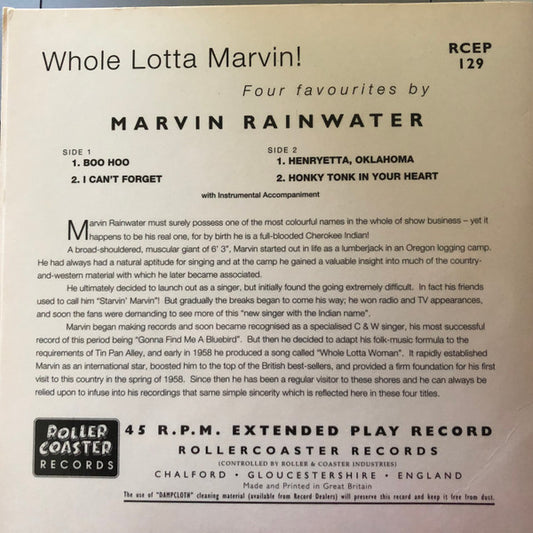 Whole Lotta Marvin!
RCEP
129
Four favourites by
MARVIN RAINWATER
SIDE 1
1. BOO HOO
2. I CAN'T FORGET
SIDE 2
1. HENRYETTA, OKLAHOMA
2. HONKY TONK IN YOUR HEART
with Instrumental Accompaniment
Marvin Rainwater must surely possess one of the most colourful names in the whole of show business – yet it
happens to be his real one, for by birth he is a full-blooded Cherokee Indian!
A broad-shouldered, muscular giant of 6' 3", Marvin started out in life as a lumberjack in an Oregon logging camp.
He had always had a natural aptitude for singing and at the camp he gained a valuable insight into much of the country-
and-western material with which he later became associated.
He ultimately decided to launch out as a singer, but initially found the going extremely difficult. In fact his friends
used to call him "Starvin' Marvin"! But gradually the breaks began to come his way; he won radio and TV appearances,
and soon the fans were demanding to see more of this "new singer with the Indian name".
Marvin began making records and soon became recognised as a specialised C & W singer, his most successful
record of this period being "Gonna Find Me A Bluebird". But then he decided to adapt his folk-music formula to the
requirements of Tin Pan Alley, and early in 1958 he produced a song called "Whole Lotta Woman". It rapidly established
Marvin as an international star, boosted him to the top of the British best-sellers, and provided a firm foundation for his first
visit to this country in the spring of 1958. Since then he has been a regular visitor to these shores and he can always be
relied upon to infuse into his recordings that same simple sincerity which is reflected here in these four titles.
ROLLER
COASTER
RECORDS
45 R.P.M. EXTENDED PLAY RECORD
ROLLERCOASTER RECORDS
(CONTROLLED BY ROLLER & COASTER INDUSTRIES)
CHALFORD • GLOUCESTERSHIRE • ENGLAND
Made and Printed in Great Britain
The use of "DAMPCLOTH" cleaning material (available from Record Dealers) will preserve this record and keep it free from dust.